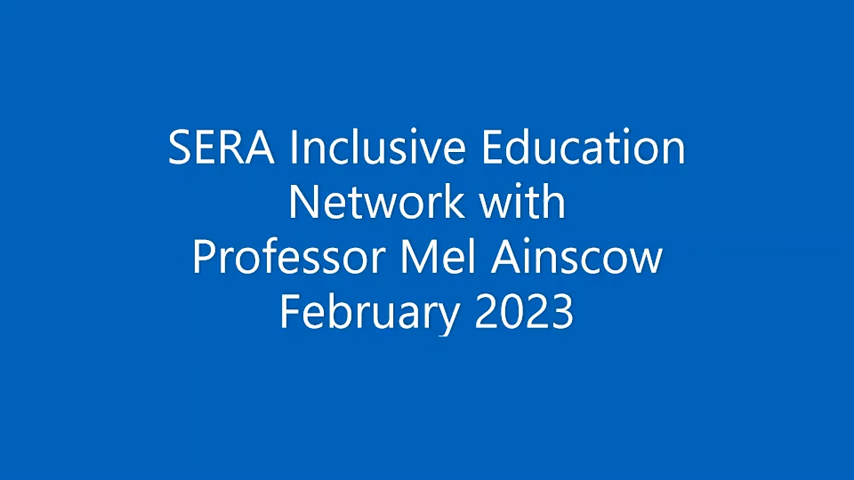 SERA Inclusive Education
Network with
Professor Mel Ainscow
February 2023